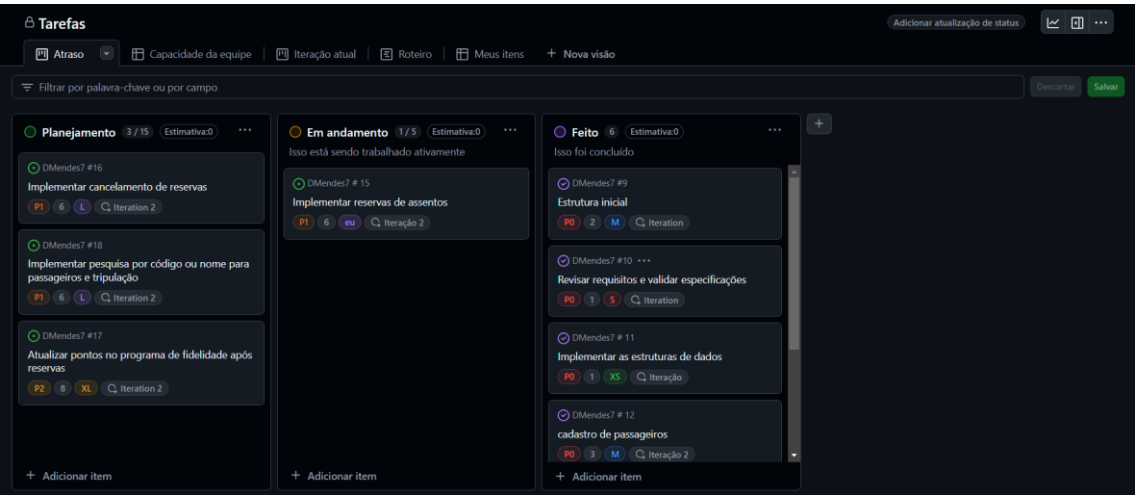 Tarefas
Adicionar atualização de status
Atraso
Capacidade da equipe
Iteração atual
Roteiro
Meus itens
+ Nova visão
Filtrar por palavra-chave ou por campo
Descartar
Salvar
Planejamento 3 / 15 Estimativa:0 ...
DMendes7 #16
Implementar cancelamento de reservas
P1 6 L Iteration 2
DMendes7 #18
Implementar pesquisa por código ou nome para
passageiros e tripulação
P1 6 L Iteration 2
DMendes7 #17
Atualizar pontos no programa de fidelidade após
reservas
P2 8 XL Iteration 2
+ Adicionar item
Em andamento 1 / 5 Estimativa:0 ...
Isso está sendo trabalhado ativamente
DMendes7 # 15
Implementar reservas de assentos
P1 6 eu Iteração 2
+ Adicionar item
Feito 6 Estimativa:0 ...
Isso foi concluído
DMendes7 #9
Estrutura inicial
P0 2 M Iteration
DMendes7 #10 ...
Revisar requisitos e validar especificações
P0 1 S Iteration
DMendes7 # 11
Implementar as estruturas de dados
P0 1 XS Iteração
DMendes7 # 12
cadastro de passageiros
P0 3 M Iteração 2
+ Adicionar item
+